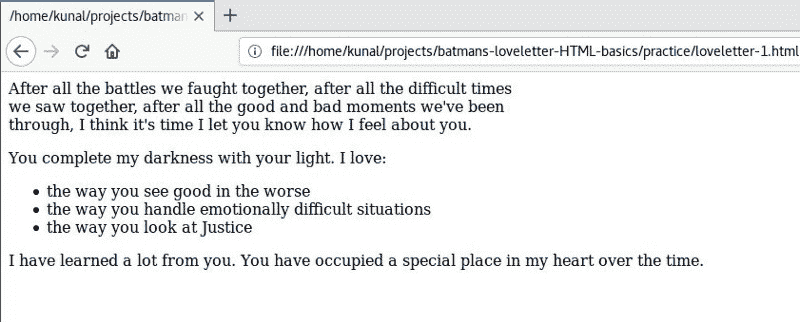 /home/kunal/projects/batman
file:///home/kunal/projects/batmans-loveletter-HTML-basics/practice/loveletter-1.html
After all the battles we faught together, after all the difficult times
we saw together, after all the good and bad moments we've been
through, I think it's time I let you know how I feel about you.
You complete my darkness with your light. I love:
• the way you see good in the worse
• the way you handle emotionally difficult situations
• the way you look at Justice
I have learned a lot from you. You have occupied a special place in my heart over the time.